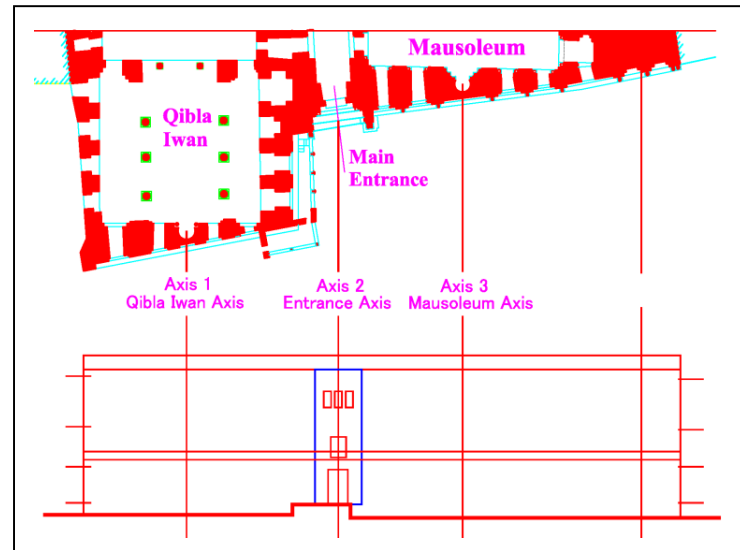 Mausoleum
Qibla
Iwan
Main
Entrance
Axis 1
Qibla Iwan Axis
Axis 2
Entrance Axis
Axis 3
Mausoleum Axis